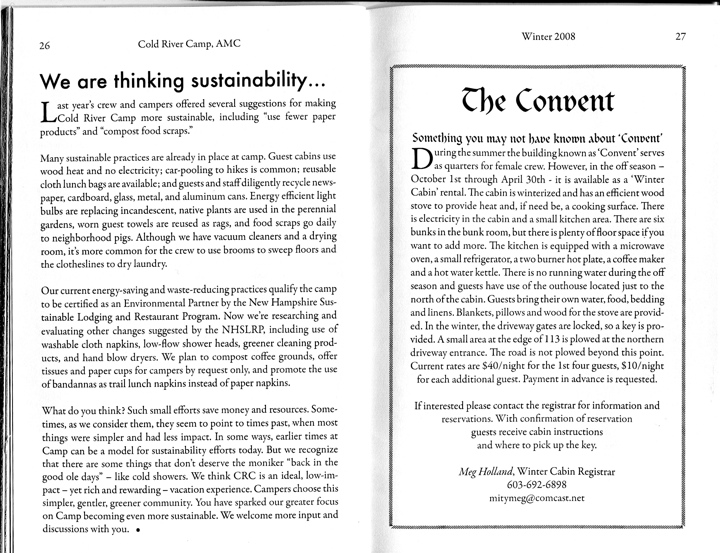 26
Cold River Camp, AMC
We are thinking sustainability...
Last year's crew and campers offered several suggestions for making
Cold River Camp more sustainable, including "use fewer paper
products" and "compost food scraps."
Many sustainable practices are already in place at camp. Guest cabins use
wood heat and no electricity; car-pooling to hikes is common; reusable
cloth lunch bags are available; and guests and staff diligently recycle news-
paper, cardboard, glass, metal, and aluminum cans. Energy efficient light
bulbs are replacing incandescent, native plants are used in the perennial
gardens, worn guest towels are reused as rags, and food scraps go daily
to neighborhood pigs. Although we have vacuum cleaners and a drying
room, it's more common for the crew to use brooms to sweep floors and
the clotheslines to dry laundry.
Our current energy-saving and waste-reducing practices qualify the camp
to be certified as an Environmental Partner by the New Hampshire Sus-
tainable Lodging and Restaurant Program. Now we're researching and
evaluating other changes suggested by the NHSLRP, including use of
washable cloth napkins, low-flow shower heads, greener cleaning prod-
ucts, and hand blow dryers. We plan to compost coffee grounds, offer
tissues and paper cups for campers by request only, and promote the use
of bandannas as trail lunch napkins instead of paper napkins.
What do you think? Such small efforts save money and resources. Some-
times, as we consider them, they seem to point to times past, when most
things were simpler and had less impact. In some ways, earlier times at
Camp can be a model for sustainability efforts today. But we recognize
that there are some things that don't deserve the moniker "back in the
good ole days" – like cold showers. We think CRC is an ideal, low-im-
pact – yet rich and rewarding – vacation experience. Campers choose this
simpler, gentler, greener community. You have sparked our greater focus
on Camp becoming even more sustainable. We welcome more input and
discussions with you. •
Winter 2008
27
The Convent
Something you may not have known about 'Convent'
During the summer the building known as 'Convent' serves
as quarters for female crew. However, in the off season –
October 1st through April 30th - it is available as a 'Winter
Cabin' rental. The cabin is winterized and has an efficient wood
stove to provide heat and, if need be, a cooking surface. There
is electricity in the cabin and a small kitchen area. There are six
bunks in the bunk room, but there is plenty of floor space if you
want to add more. The kitchen is equipped with a microwave
oven, a small refrigerator, a two burner hot plate, a coffee maker
and a hot water kettle. There is no running water during the off
season and guests have use of the outhouse located just to the
north of the cabin. Guests bring their own water, food, bedding
and linens. Blankets, pillows and wood for the stove are provid-
ed. In the winter, the driveway gates are locked, so a key is pro-
vided. A small area at the edge of 113 is plowed at the northern
driveway entrance. The road is not plowed beyond this point.
Current rates are $40/night for the 1st four guests, $10/night
for each additional guest. Payment in advance is requested.
If interested please contact the registrar for information and
reservations. With confirmation of reservation
guests receive cabin instructions
and where to pick up the key.
Meg Holland, Winter Cabin Registrar
603-692-6898
mitymeg@comcast.net